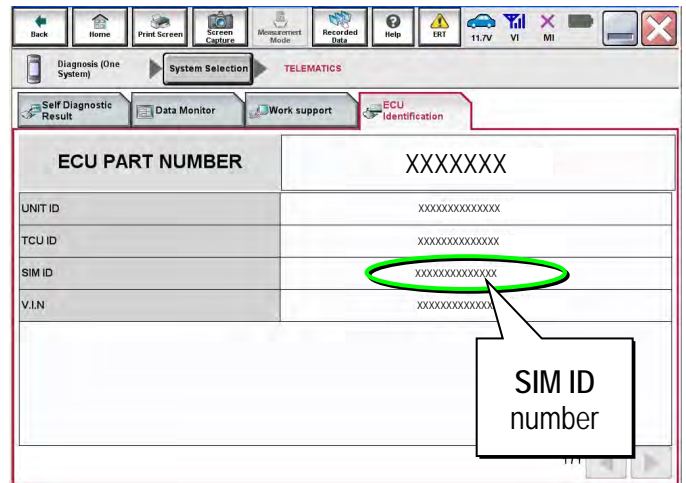 Back
Home
Print Screen
Screen
Capture
Measurement
Mode
Recorded
Data
Help
ERT
11.7V
VI
MI
Diagnosis (One
System)
System Selection
TELEMATICS
Self Diagnostic
Result
Data Monitor
Work support
ECU
Identification
ECU PART NUMBER
XXXXXXX
UNIT ID
XXXXXXXXXXXXXX
TCU ID
XXXXXXXXXXXXXX
SIM ID
XXXXXXXXXXXXXX
V.I.N
XXXXXXXXXXXXX
SIM ID
number